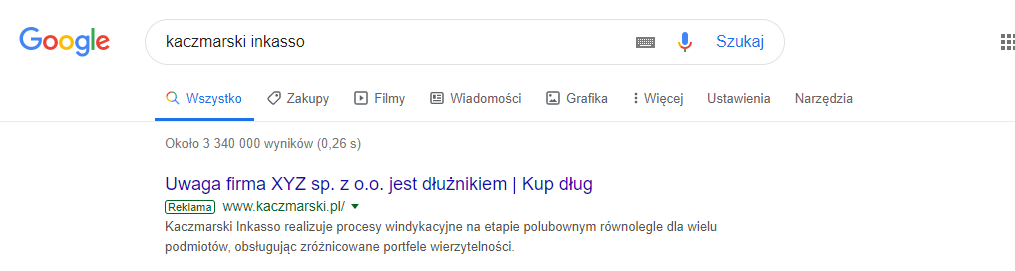 Google kaczmarski inkasso Szukaj
Wszystko Zakupy Filmy Wiadomości Grafika Więcej Ustawienia Narzędzia
Około 3 340 000 wyników (0,26 s)
Uwaga firma XYZ sp. z o.o. jest dłużnikiem | Kup dług
Reklama www.kaczmarski.pl/
Kaczmarski Inkasso realizuje procesy windykacyjne na etapie polubownym równolegle dla wielu
podmiotów, obsługując zróżnicowane portfele wierzytelności.